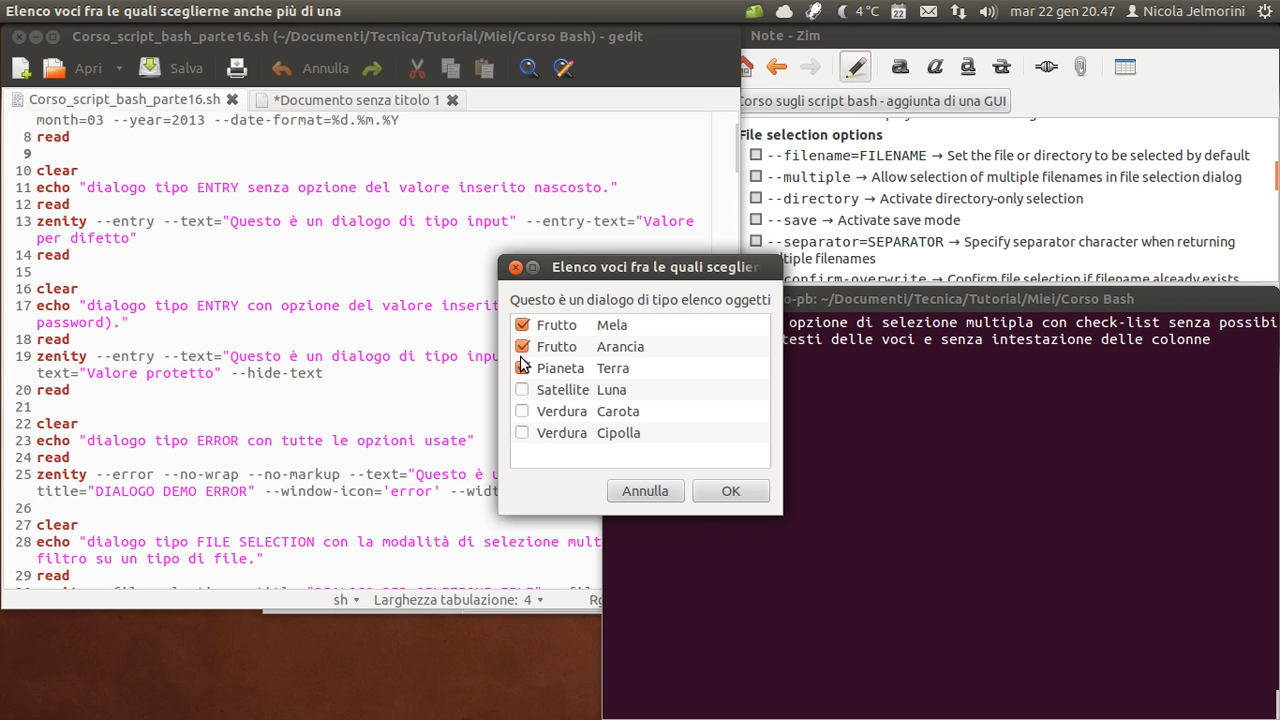 Elenco voci fra le quali sceglierne anche più di una
4 °C
22
mar 22 gen 20.47
Nicola Jelmorini
Corso_script_bash_parte16.sh (~/Documenti/Tecnica/Tutorial/Miei/Corso Bash) - gedit
Apri
Salva
Annulla
Corso_script_bash_parte16.sh
*Documento senza titolo 1
month=03 --year=2013 --date-format=%d.%m.%Y
8 read
9
10 clear
11 echo "dialogo tipo ENTRY senza opzione del valore inserito nascosto."
12 read
13 zenity --entry --text="Questo è un dialogo di tipo input" --entry-text="Valore
per difetto"
14 read
15
16 clear
17 echo "dialogo tipo ENTRY con opzione del valore inserit
password)."
18 read
19 zenity --entry --text="Questo è un dialogo di tipo inpu
text="Valore protetto" --hide-text
20 read
21
22 clear
23 echo "dialogo tipo ERROR con tutte le opzioni usate"
24 read
25 zenity --error --no-wrap --no-markup --text="Questo è u
title="DIALOGO DEMO ERROR" --window-icon='error' --widt
26
27 clear
28 echo "dialogo tipo FILE SELECTION con la modalità di selezione mult
filtro su un tipo di file."
29 read
sh
Larghezza tabulazione: 4
Note - Zim
Corso sugli script bash - aggiunta di una GUI
File selection options
--filename=FILENAME → Set the file or directory to be selected by default
--multiple → Allow selection of multiple filenames in file selection dialog
--directory → Activate directory-only selection
--save → Activate save mode
--separator=SEPARATOR → Specify separator character when returning
tiple filenames
confirm-overwrite → Confirm file selection if filename already exists
Elenco voci fra le quali sceglier
Questo è un dialogo di tipo elenco oggetti
Frutto Mela
Frutto Arancia
Pianeta Terra
Satellite Luna
Verdura Carota
Verdura Cipolla
Annulla
OK
o-pb: ~/Documenti/Tecnica/Tutorial/Miei/Corso Bash
opzione di selezione multipla con check-list senza possibi
testi delle voci e senza intestazione delle colonne